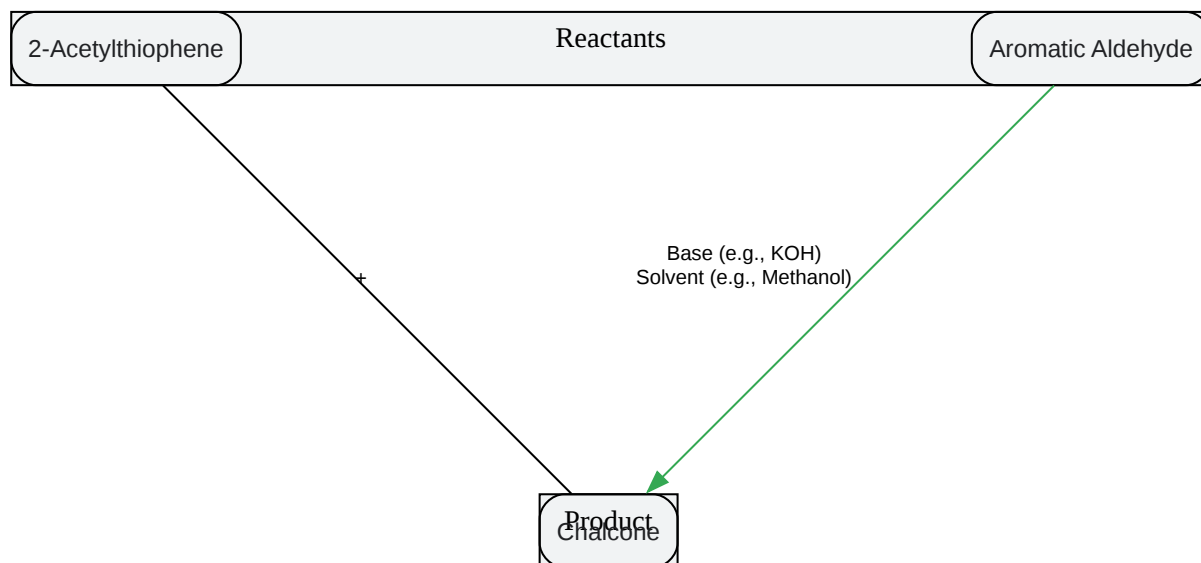 Reactants
2-Acetylthiophene
Aromatic Aldehyde
Base (e.g., KOH)
Solvent (e.g., Methanol)
+
Product
Chalcone